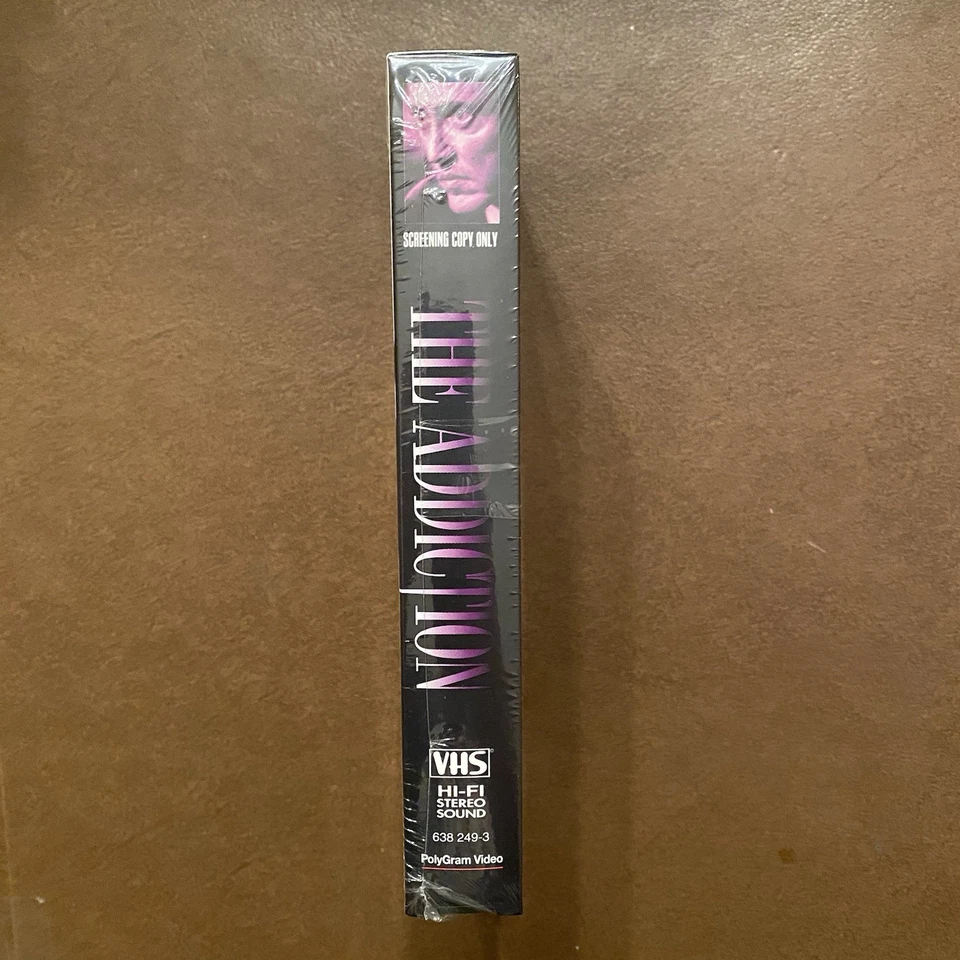 SCREENING COPY ONLY
THE ADDICTION
VHS
HI-FI
STEREO
SOUND
638 249-3
PolyGram Video